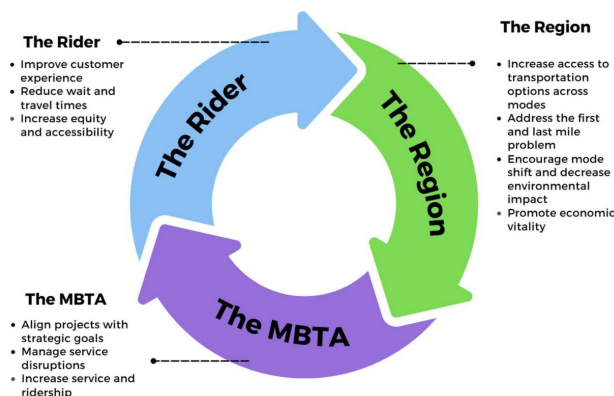 The Rider
• Improve customer
experience
• Reduce wait and
travel times
• Increase equity
and accessibility
The Rider
The Region
The MBTA
The Region
• Increase access to
transportation
options across
modes
• Address the first
and last mile
problem
• Encourage mode
shift and decrease
environmental
impact
• Promote economic
vitality
The MBTA
• Align projects with
strategic goals
• Manage service
disruptions
• Increase service and
ridership